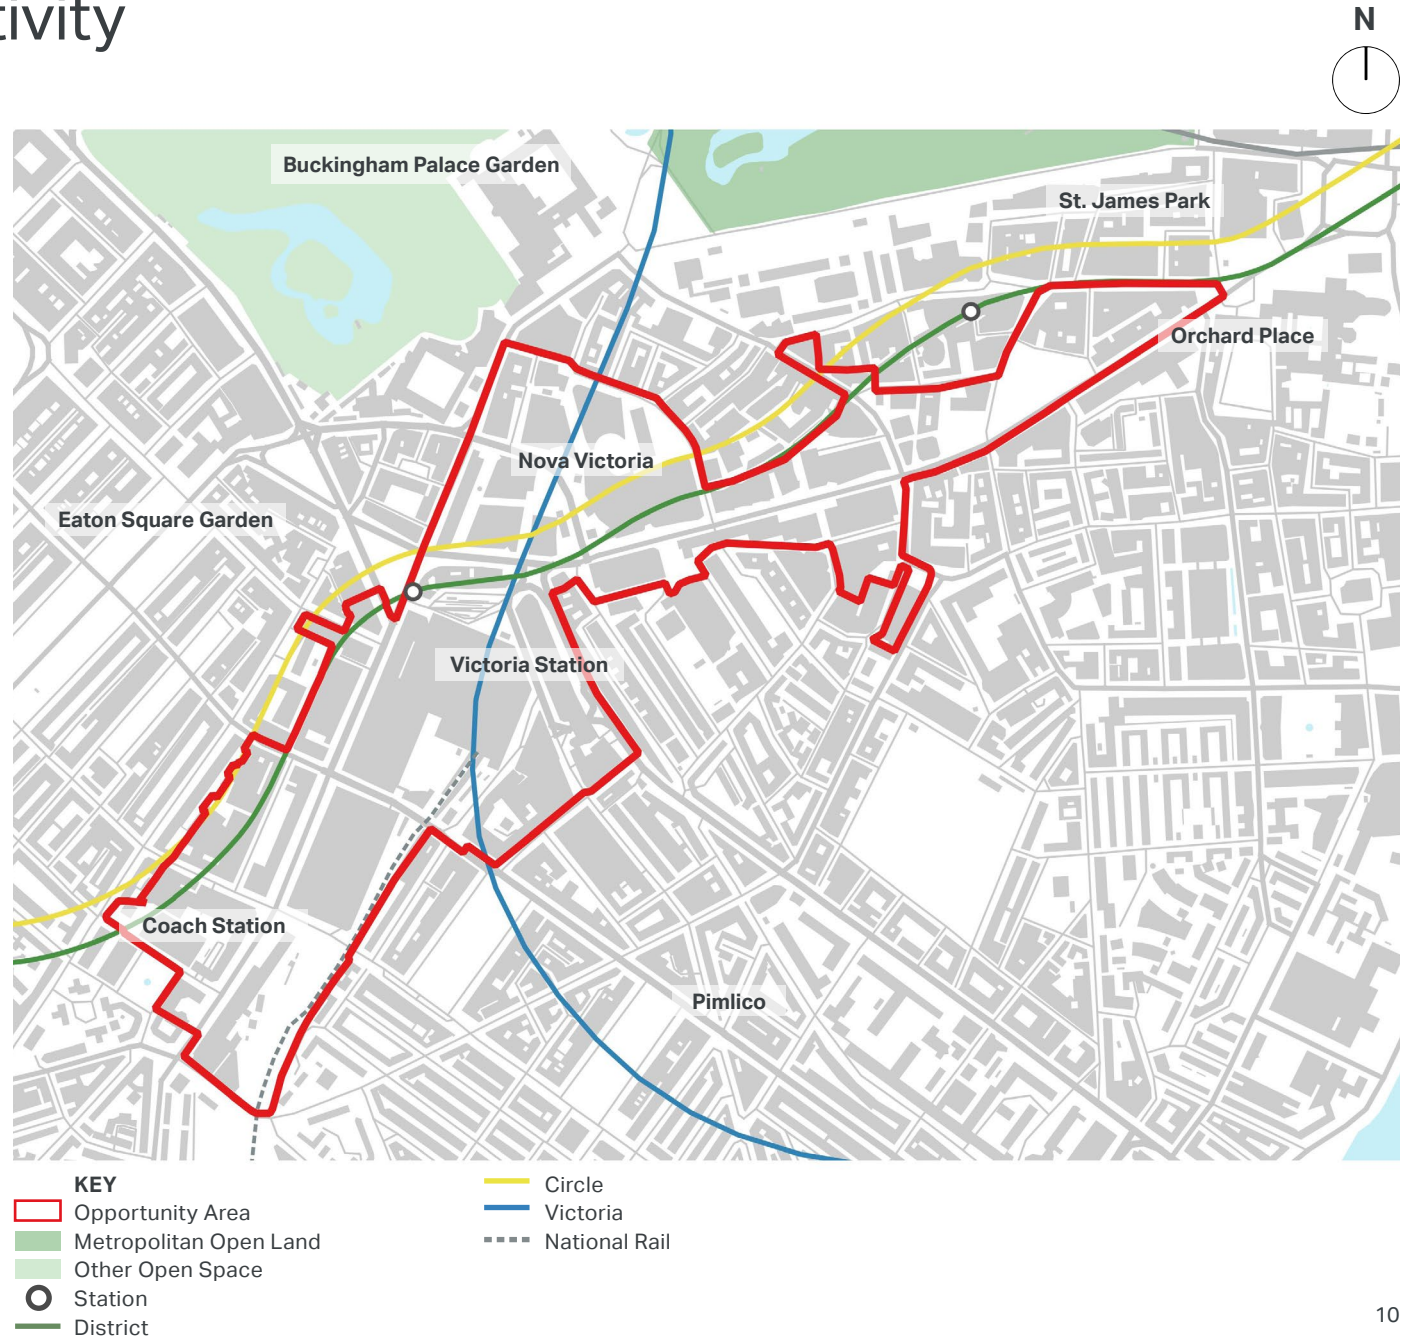 tivity
N
Buckingham Palace Garden
St. James Park
Orchard Place
Nova Victoria
Eaton Square Garden
Victoria Station
Coach Station
Pimlico
KEY
Opportunity Area
Metropolitan Open Land
Other Open Space
Station
District
Circle
Victoria
National Rail
10